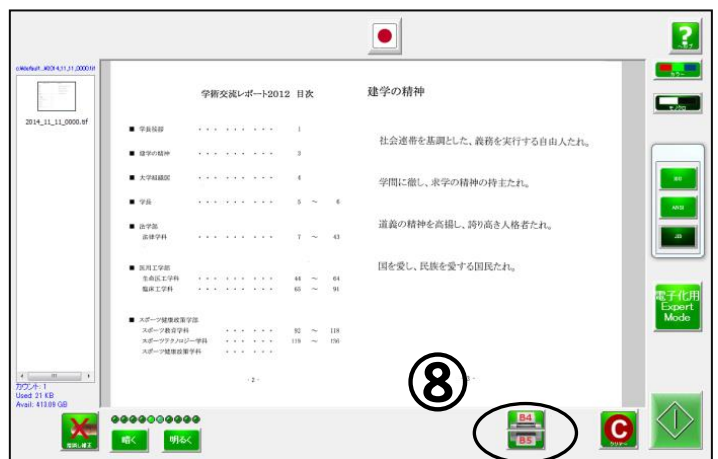 ヘルプ
カラー
モノクロ
2014_11_11_0000.tif
学術交流レポート2012 目次
■ 学長挨拶 ・・・ ・・・ ・・・ 1
■ 建学の精神 ・・・ ・・・ ・・・ 3
■ 大学組織図 ・・・ ・・・ ・・・ 4
■ 学長 ・・・ ・・・ ・・・ 5 ～ 6
■ 法学部
法律学科 ・・・ ・・・ ・・・ 7 ～ 43
■ 医用工学部
生命医工学科 ・・・ ・・・ ・・・ 44 ～ 64
臨床工学科 ・・・ ・・・ ・・・ 65 ～ 91
■ スポーツ健康政策学部
スポーツ教育学科 ・・・ ・・・ 92 ～ 118
スポーツテクノロジー学科 ・・・ ・・・ 119 ～ 150
スポーツ健康政策学科 ・・・ ・・・
- 2 -
建学の精神
社会連帯を基調とした、義務を実行する自由人たれ。
学問に徹し、求学の精神の持主たれ。
道義の精神を高揚し、誇り高き人格者たれ。
国を愛し、民族を愛する国民たれ。
電子化用
Expert
Mode
カウント: 1
Used: 21 KB
Avail: 413.09 GB
暗く
明るく
⑧
B4
B5
C